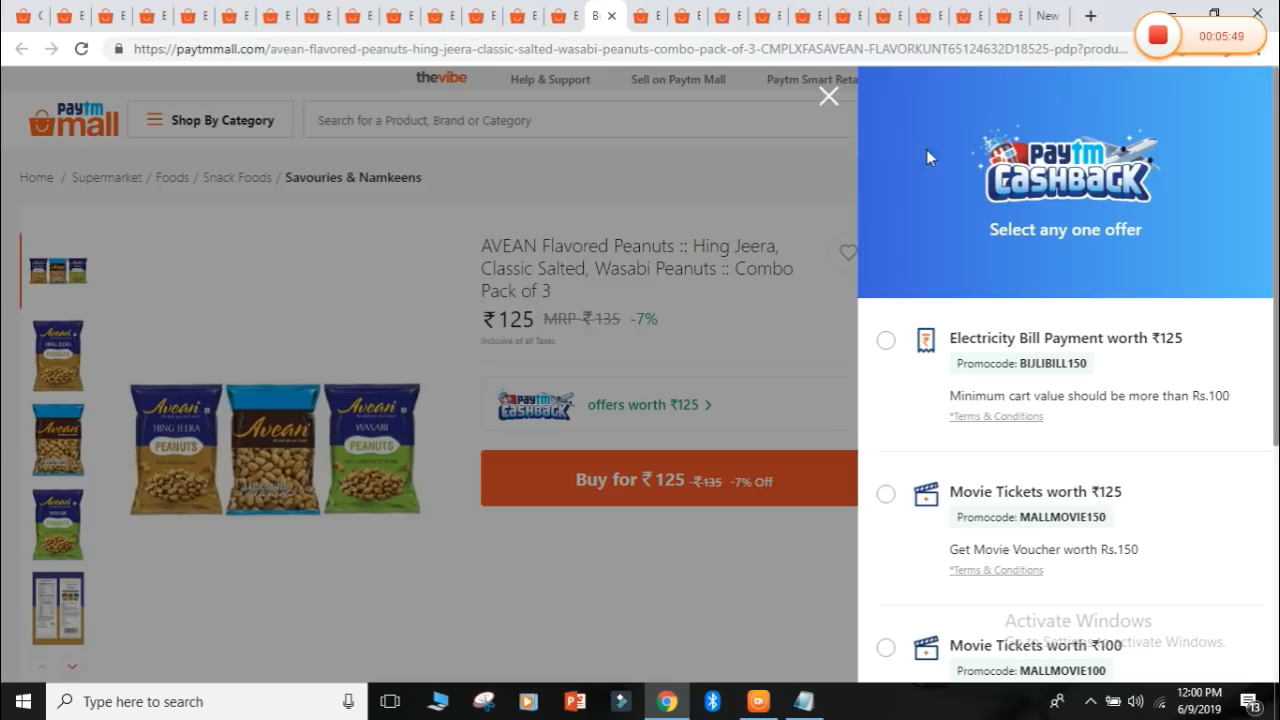 New
00:05:49
https://paytmmall.com/avean-flavored-peanuts-hing-jeera-classic-salted-wasabi-peanuts-combo-pack-of-3-CMPLXFASAVEAN-FLAVORKUNT65124632D18525-pdp?produ...
thevibe Help & Support Sell on Paytm Mall Paytm Smart Reta
paytm mall
Shop By Category
Search for a Product, Brand or Category
Home / Supermarket / Foods / Snack Foods / Savouries & Namkeens
AVEAN Flavored Peanuts :: Hing Jeera,
Classic Salted, Wasabi Peanuts :: Combo
Pack of 3
₹125 MRP ₹135 -7%
Inclusive of all Taxes
paytm CASHBACK offers worth ₹125 >
Buy for ₹125 ₹135 -7% Off
Avean HING JEERA PEANUTS
Avean
Avean WASABI PEANUTS
paytm
CASHBACK
Select any one offer
Electricity Bill Payment worth ₹125
Promocode: BIJLIBILL150
Minimum cart value should be more than Rs.100
*Terms & Conditions
Movie Tickets worth ₹125
Promocode: MALLMOVIE150
Get Movie Voucher worth Rs.150
*Terms & Conditions
Activate Windows
Go to Settings to activate Windows.
Movie Tickets worth ₹100
Promocode: MALLMOVIE100
Type here to search
12:00 PM
6/9/2019
13